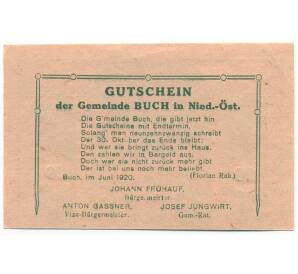 GUTSCHEIN
der Gemeinde BUCH in Nied.-Öst.
Die G'meinde Buch, die gibt jetzt hin
Die Gutscheine mit Endtermin,
Solang' man neunzehnzwanzig schreibt
Der 30. Oktober das Ende bleibt;
Und wer sie bringt zurück ins Haus,
Den zahlen wir in Bargeld aus;
Doch wer sie nicht zurück mehr gibt
Der ist bei uns noch mehr beliebt.
Buch, im Juni 1920. (Florian Rab.)
JOHANN FRÜHAUF,
Bürgermeister.
ANTON GASSNER, JOSEF JUNGWIRT,
Vize-Bürgermeister. Gem.-Rat.